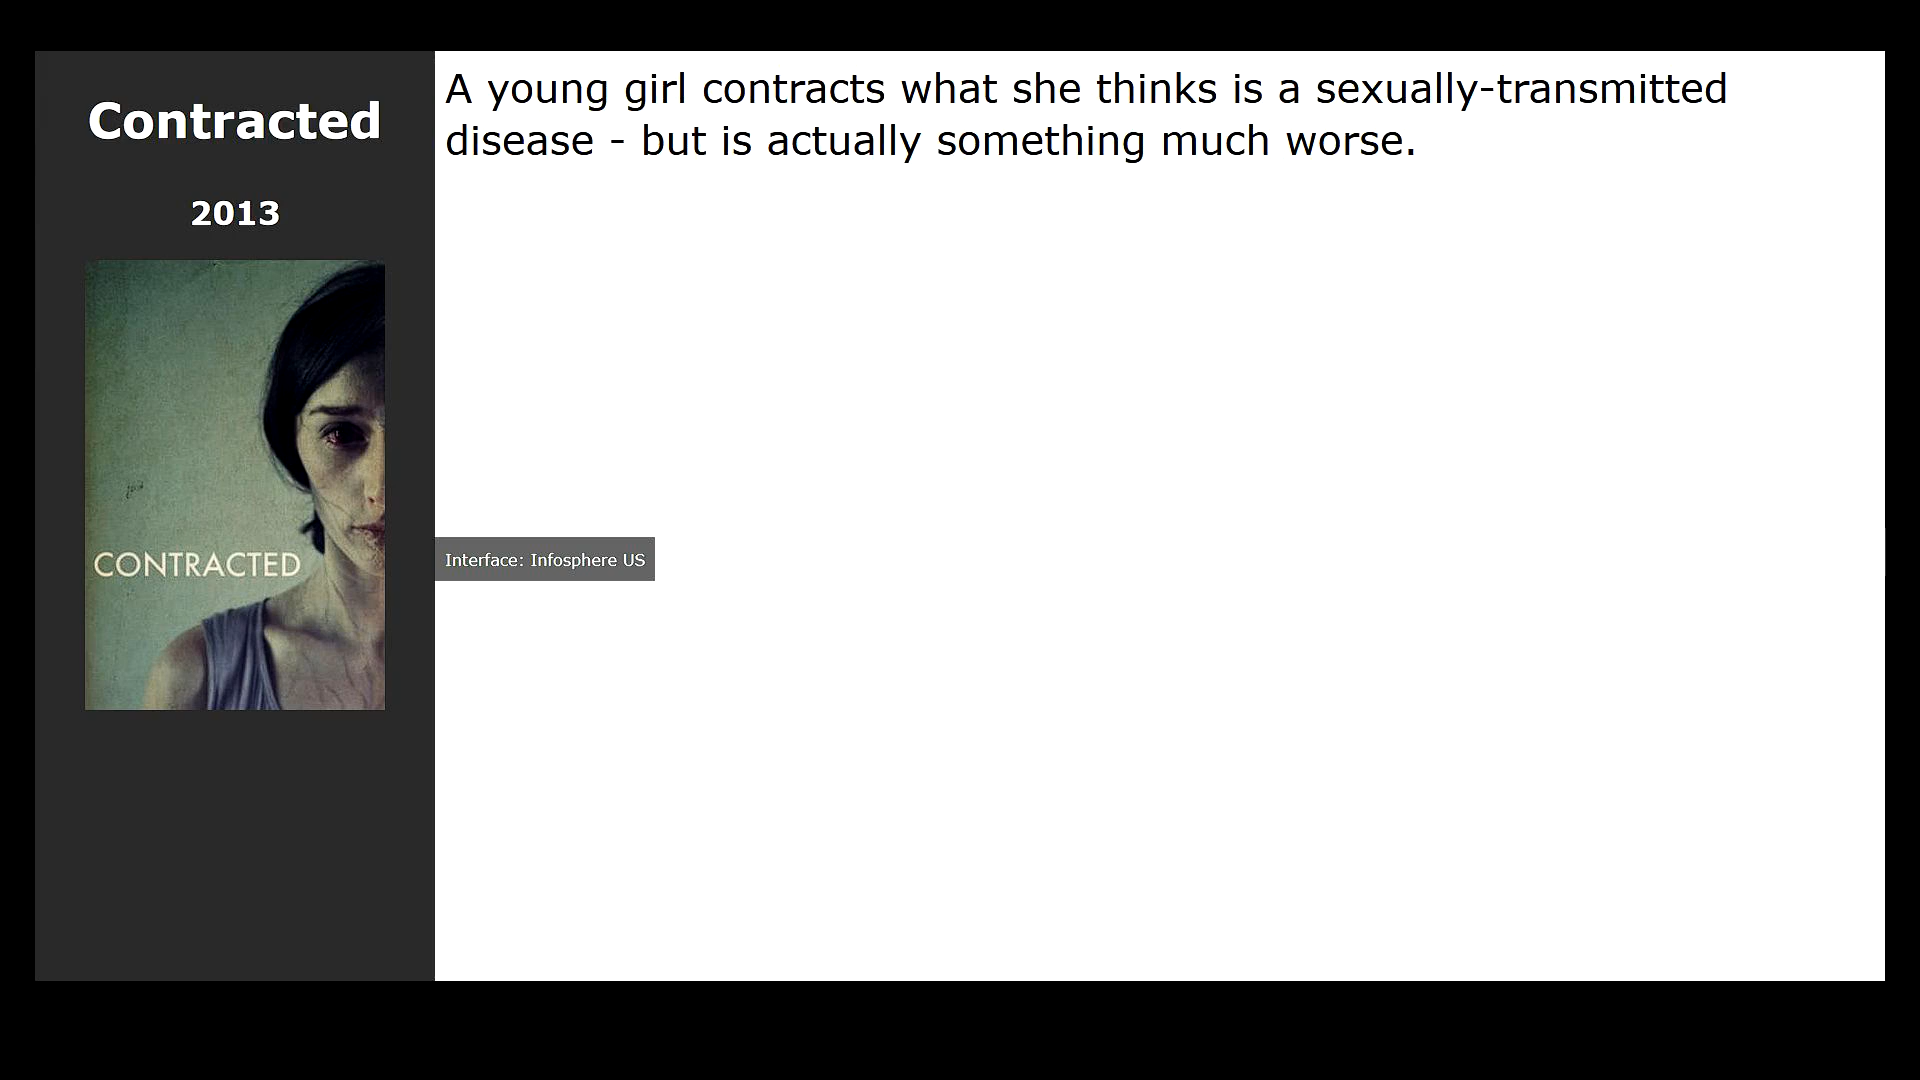 Contracted
2013
CONTRACTED
A young girl contracts what she thinks is a sexually-transmitted
disease - but is actually something much worse.
Interface: Infosphere US